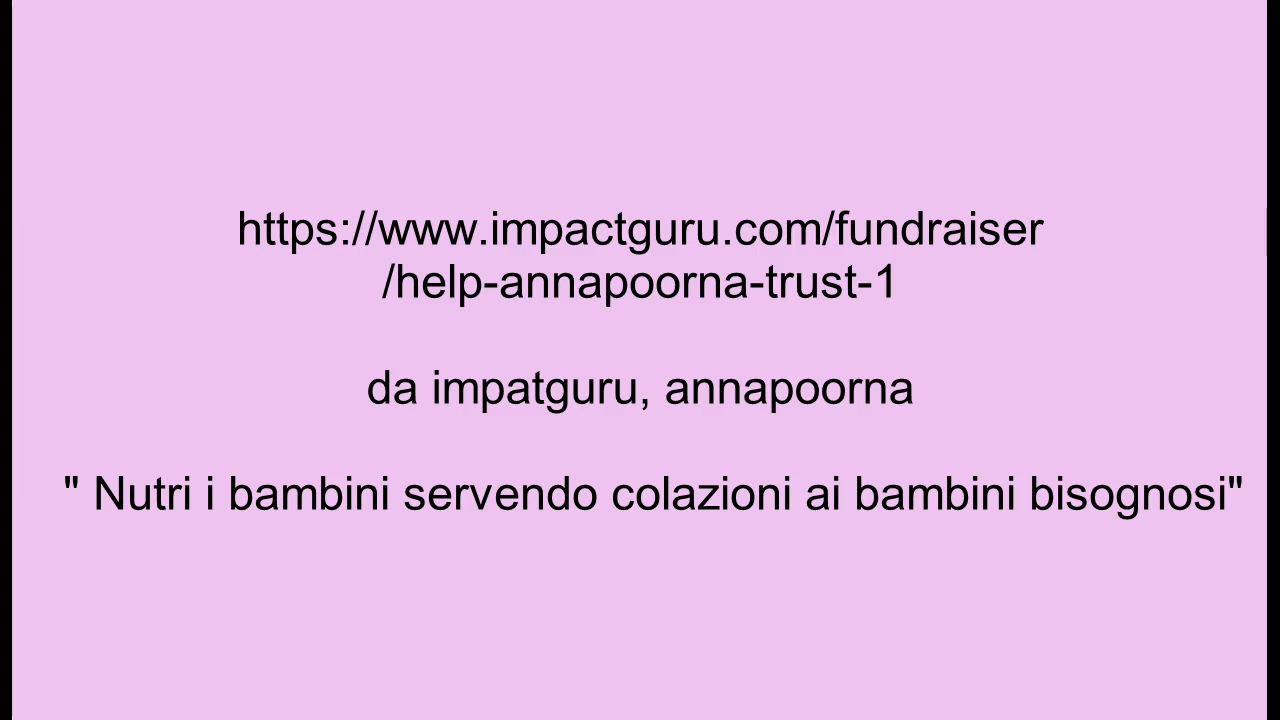 https://www.impactguru.com/fundraiser
/help-annapoorna-trust-1
da impatguru, annapoorna
" Nutri i bambini servendo colazioni ai bambini bisognosi"